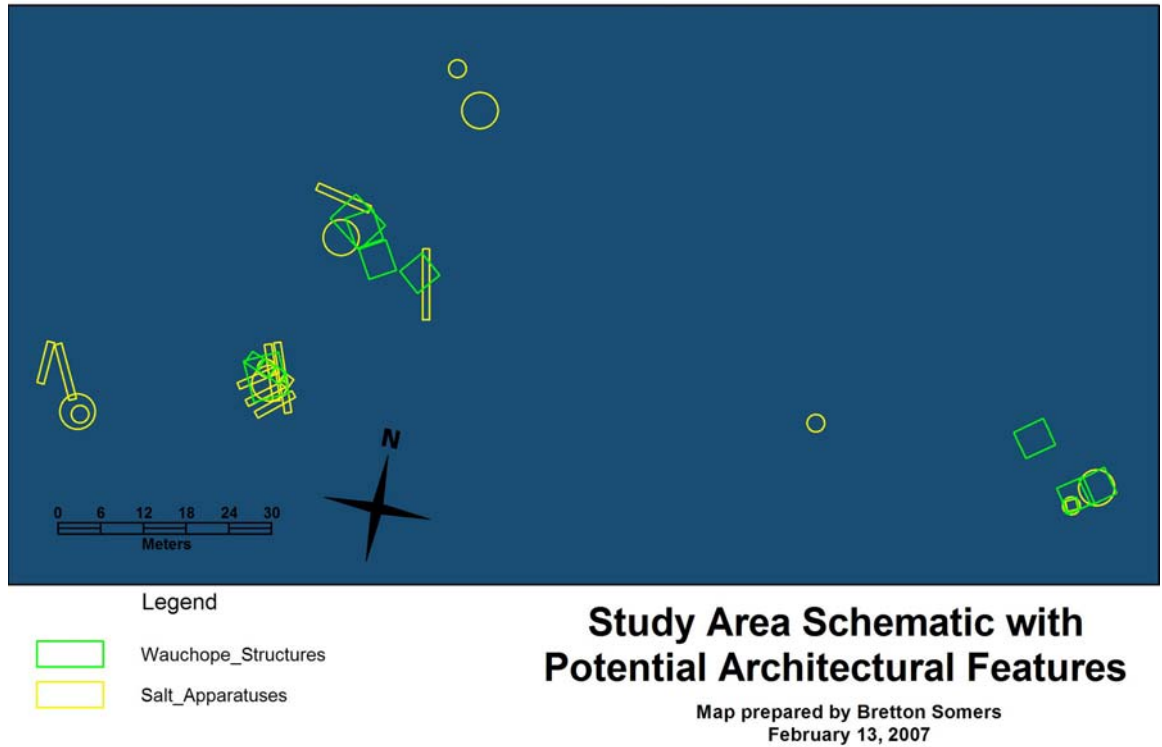 N
0 6 12 18 24 30
Meters
Legend
Wauchope_Structures
Salt_Apparatuses
Study Area Schematic with
Potential Architectural Features
Map prepared by Bretton Somers
February 13, 2007